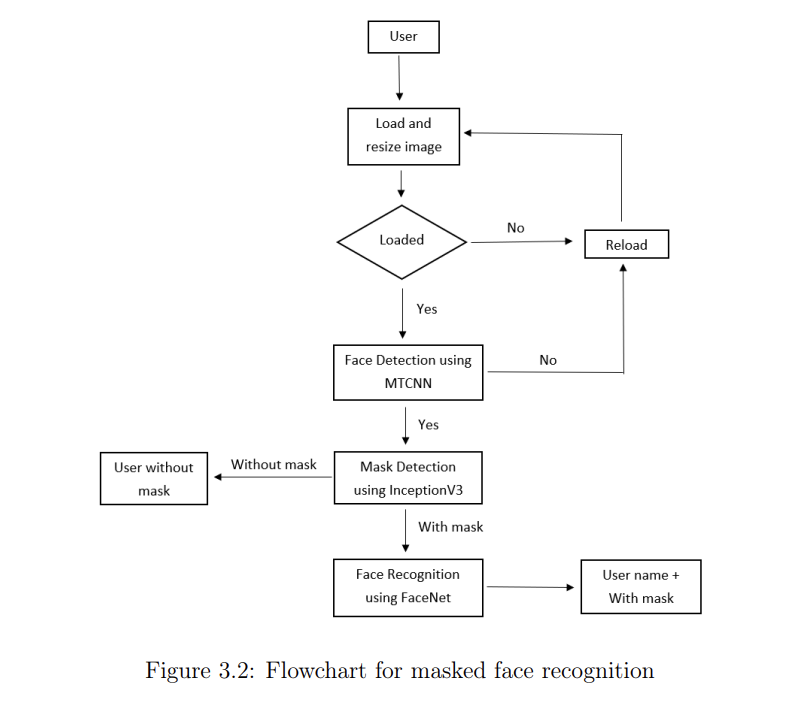 User
Load and
resize image
Loaded
No
Reload
Yes
Face Detection using
MTCNN
No
Yes
User without
mask
Without mask
Mask Detection
using InceptionV3
With mask
Face Recognition
using FaceNet
User name +
With mask
Figure 3.2: Flowchart for masked face recognition